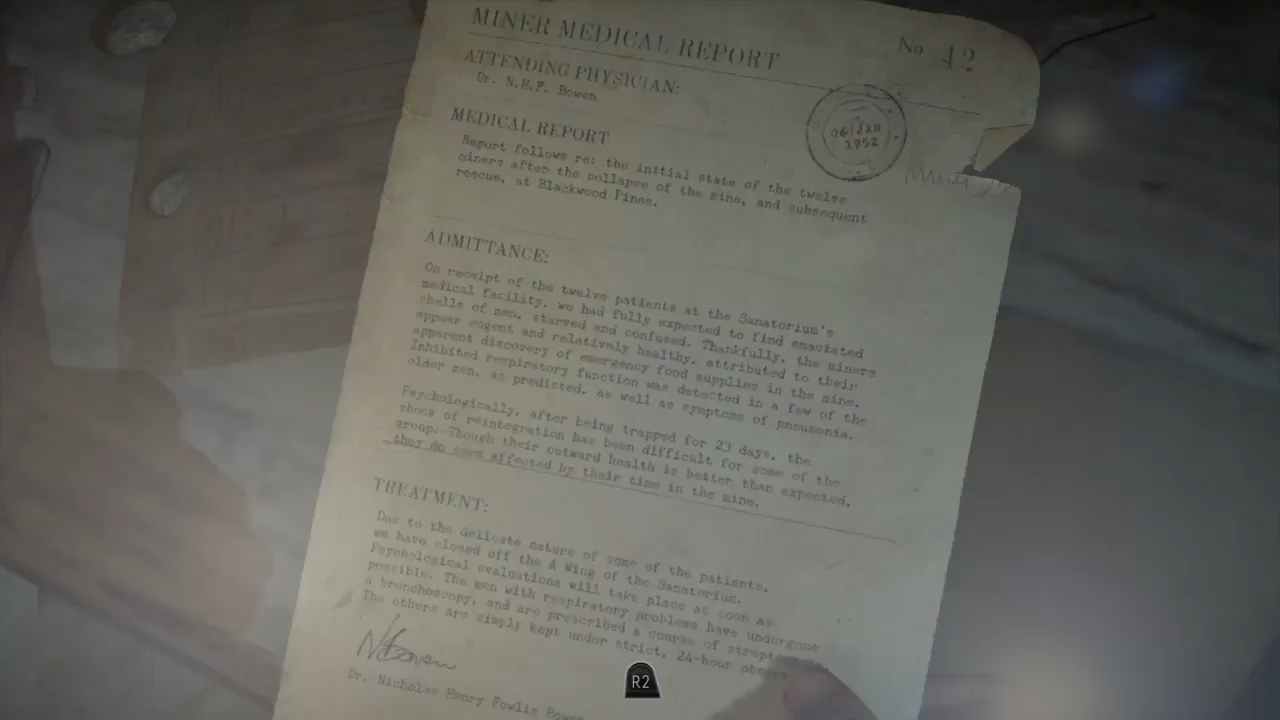 MINER MEDICAL REPORT
No 42
ATTENDING PHYSICIAN:
Dr. N.H.F. Bowen
06 JAN
1952
MEDICAL REPORT
Report follows re: the initial state of the twelve
miners after the collapse of the mine, and subsequent
rescue, at Blackwood Pines.
ADMITTANCE:
On receipt of the twelve patients at the Sanatorium's
medical facility, we had fully expected to find emaciated
shells of men, starved and confused. Thankfully, the miners
appear cogent and relatively healthy, attributed to their
apparent discovery of emergency food supplies in the mine.
Inhibited respiratory function was detected in a few of the
older men, as predicted, as well as symptoms of pneumonia.
Psychologically, after being trapped for 23 days, the
shock of reintegration has been difficult for some of the
group. Though their outward health is better than expected,
they do seem affected by their time in the mine.
TREATMENT:
Due to the delicate nature of some of the patients,
we have closed off the A Wing of the Sanatorium.
Psychological evaluations will take place as soon as
possible. The men with respiratory problems have undergone
a bronchoscopy, and are prescribed a course of
The others are simply kept under strict, 24-hour
NBowen
Dr. Nicholas Henry Fowlis Bowen
R2